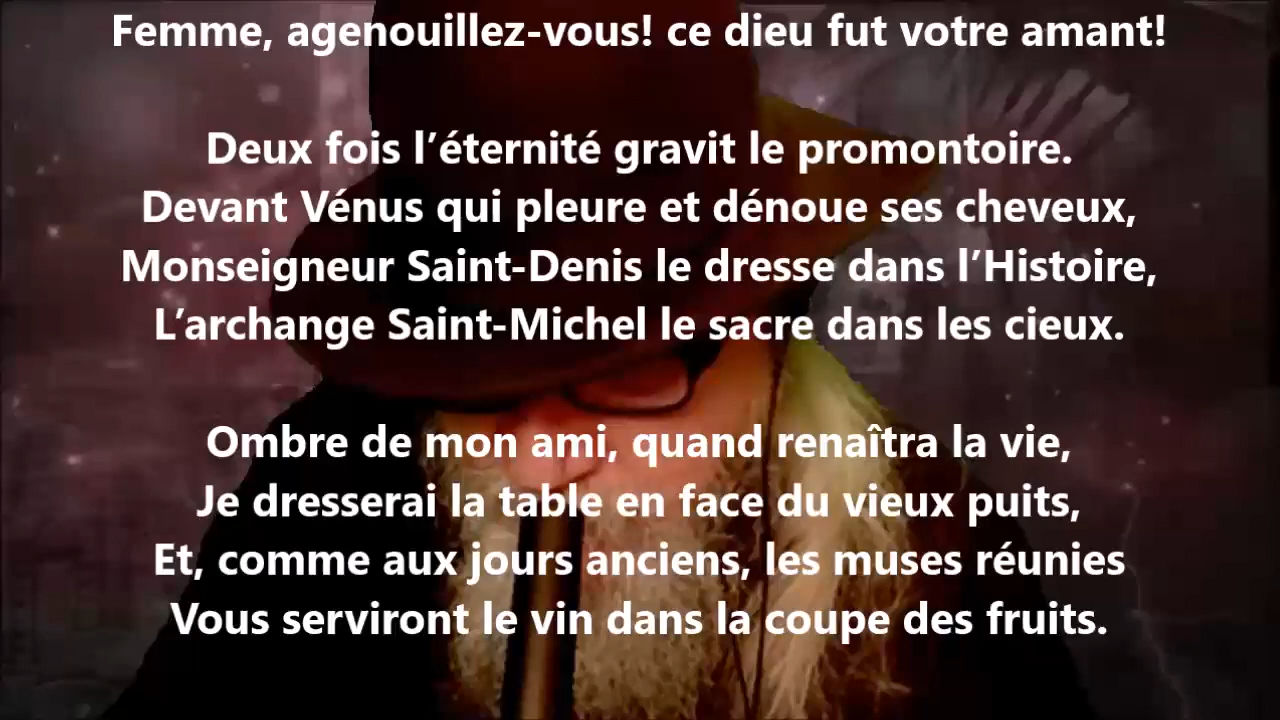 Femme, agenouillez-vous! ce dieu fut votre amant!
Deux fois l’éternité gravit le promontoire.
Devant Vénus qui pleure et dénoue ses cheveux,
Monseigneur Saint-Denis le dresse dans l’Histoire,
L’archange Saint-Michel le sacre dans les cieux.
Ombre de mon ami, quand renaîtra la vie,
Je dresserai la table en face du vieux puits,
Et, comme aux jours anciens, les muses réunies
Vous serviront le vin dans la coupe des fruits.